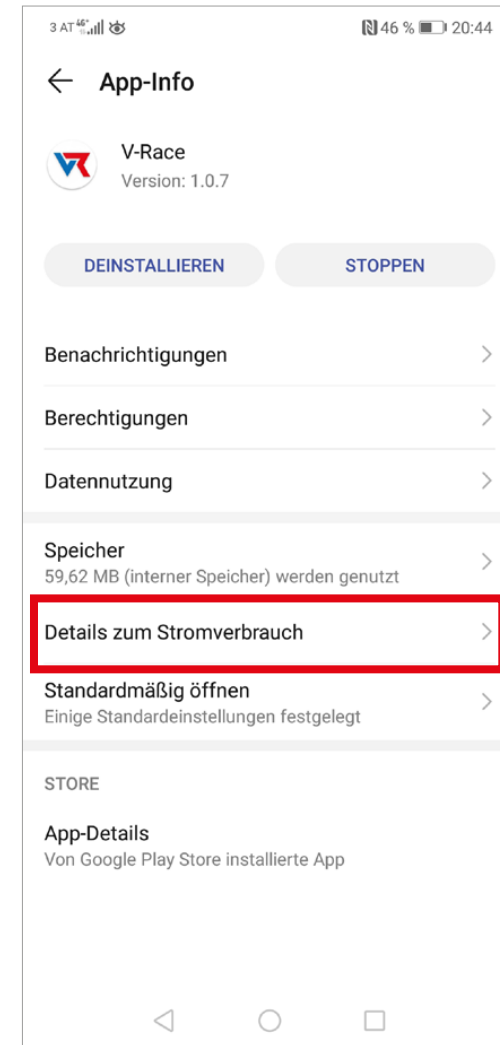 3 AT 46 46 % 20:44
App-Info
VR
V-Race
Version: 1.0.7
DEINSTALLIEREN STOPPEN
Benachrichtigungen
Berechtigungen
Datennutzung
Speicher
59,62 MB (interner Speicher) werden genutzt
Details zum Stromverbrauch
Standardmäßig öffnen
Einige Standardeinstellungen festgelegt
STORE
App-Details
Von Google Play Store installierte App